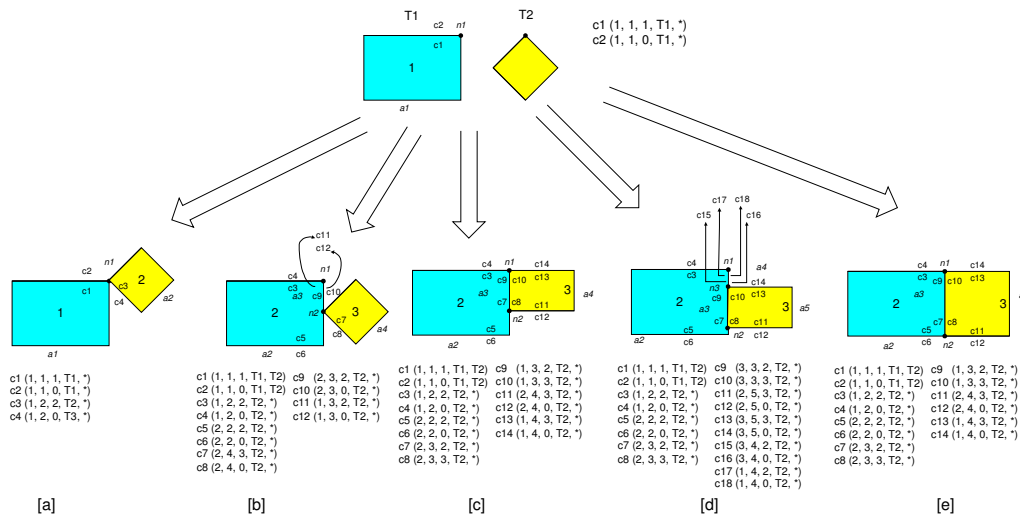 T1
T2
c2
n1
c1
1
a1
c1 (1, 1, 1, T1, *)
c2 (1, 1, 0, T1, *)
c2
n1
c1
c3
c4
2
a2
1
a1
c11
c12
c4
n1
c3
a3
c9
c10
2
n2
3
c7
c8
a4
c5
a2
c6
c4
n1
c14
c3
c9
c10
c13
2
a3
3
a4
c7
c8
c11
n2
c12
c5
a2
c6
c17
c18
c15
c16
c4
n1
a4
c3
c14
n3
c9
c10
c13
2
a3
3
a5
c7
c8
c11
n2
c12
c5
a2
c6
c4
n1
c14
c3
c9
c10
c13
a3
2
3
c7
c8
c5
c11
a2
c6
n2
c12
c1 (1, 1, 1, T1, *)
c2 (1, 1, 0, T1, *)
c3 (1, 2, 2, T2, *)
c4 (1, 2, 0, T3, *)
c1 (1, 1, 1, T1, T2)
c2 (1, 1, 0, T1, T2)
c3 (1, 2, 2, T2, *)
c4 (1, 2, 0, T2, *)
c5 (2, 2, 2, T2, *)
c6 (2, 2, 0, T2, *)
c7 (2, 4, 3, T2, *)
c8 (2, 4, 0, T2, *)
c9 (2, 3, 2, T2, *)
c10 (2, 3, 0, T2, *)
c11 (1, 3, 2, T2, *)
c12 (1, 3, 0, T2, *)
c1 (1, 1, 1, T1, T2)
c2 (1, 1, 0, T1, T2)
c3 (1, 2, 2, T2, *)
c4 (1, 2, 0, T2, *)
c5 (2, 2, 2, T2, *)
c6 (2, 2, 0, T2, *)
c7 (2, 3, 2, T2, *)
c8 (2, 3, 3, T2, *)
c9 (1, 3, 2, T2, *)
c10 (1, 3, 3, T2, *)
c11 (2, 4, 3, T2, *)
c12 (2, 4, 0, T2, *)
c13 (1, 4, 3, T2, *)
c14 (1, 4, 0, T2, *)
c1 (1, 1, 1, T1, T2)
c2 (1, 1, 0, T1, T2)
c3 (1, 2, 2, T2, *)
c4 (1, 2, 0, T2, *)
c5 (2, 2, 2, T2, *)
c6 (2, 2, 0, T2, *)
c7 (2, 3, 2, T2, *)
c8 (2, 3, 3, T2, *)
c9 (3, 3, 2, T2, *)
c10 (3, 3, 3, T2, *)
c11 (2, 5, 3, T2, *)
c12 (2, 5, 0, T2, *)
c13 (3, 5, 3, T2, *)
c14 (3, 5, 0, T2, *)
c15 (3, 4, 2, T2, *)
c16 (3, 4, 0, T2, *)
c17 (1, 4, 2, T2, *)
c18 (1, 4, 0, T2, *)
c1 (1, 1, 1, T1, T2)
c2 (1, 1, 0, T1, T2)
c3 (1, 2, 2, T2, *)
c4 (1, 2, 0, T2, *)
c5 (2, 2, 2, T2, *)
c6 (2, 2, 0, T2, *)
c7 (2, 3, 2, T2, *)
c8 (2, 3, 3, T2, *)
c9 (1, 3, 2, T2, *)
c10 (1, 3, 3, T2, *)
c11 (2, 4, 3, T2, *)
c12 (2, 4, 0, T2, *)
c13 (1, 4, 3, T2, *)
c14 (1, 4, 0, T2, *)
[a]
[b]
[c]
[d]
[e]